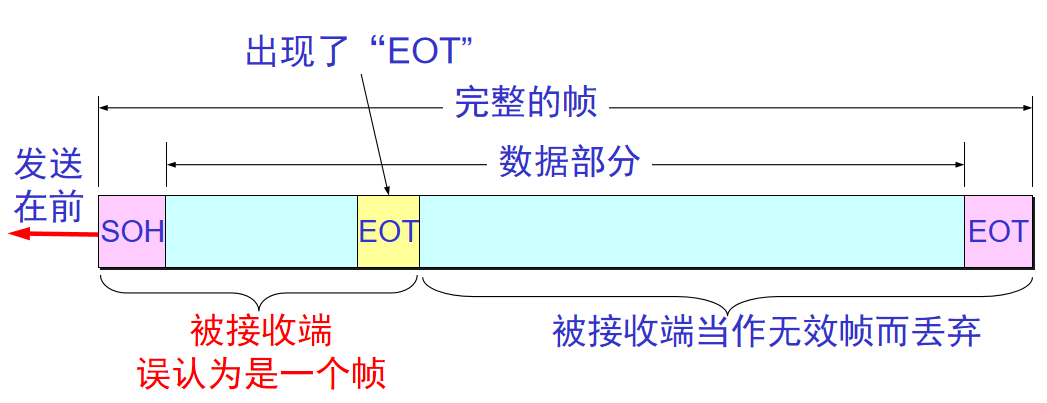 出现了 “EOT”
完整的帧
数据部分
发送
在前
SOH
EOT
EOT
被接收端
误认为是一个帧
被接收端当作无效帧而丢弃